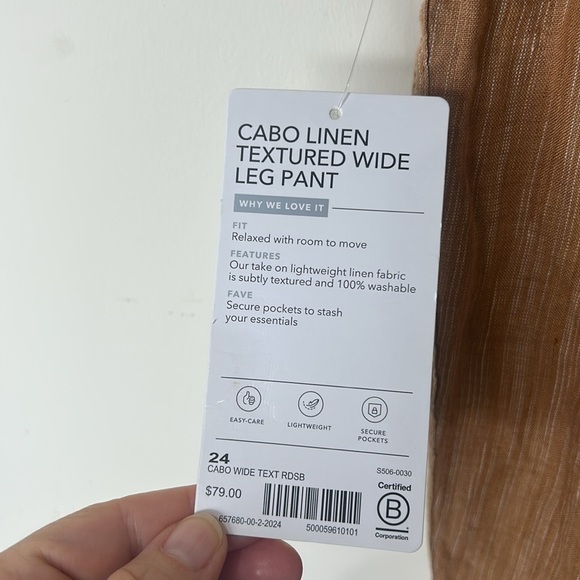 CABO LINEN
TEXTURED WIDE
LEG PANT
WHY WE LOVE IT
FIT
Relaxed with room to move
FEATURES
Our take on lightweight linen fabric
is subtly textured and 100% washable
FAVE
Secure pockets to stash
your essentials
EASY-CARE
LIGHTWEIGHT
SECURE
POCKETS
24
CABO WIDE TEXT RDSB
S506-0030
$79.00
Certified
B
Corporation
657680-00-2-2024
500059610101